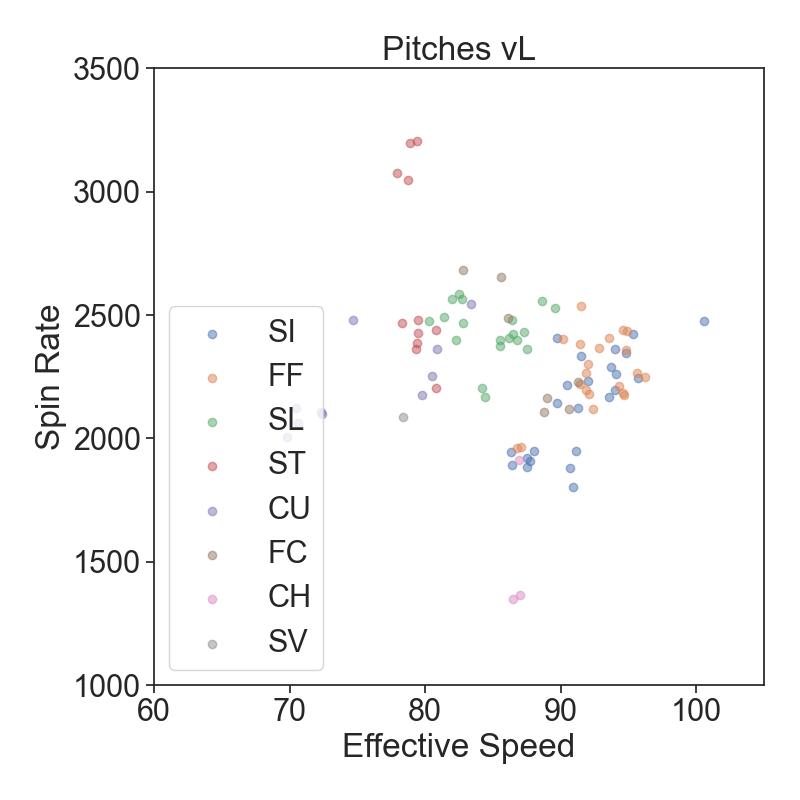 Pitches vL
3500
3000
2500
2000
1500
1000
Spin Rate
SI
FF
SL
ST
CU
FC
CH
SV
60 70 80 90 100
Effective Speed